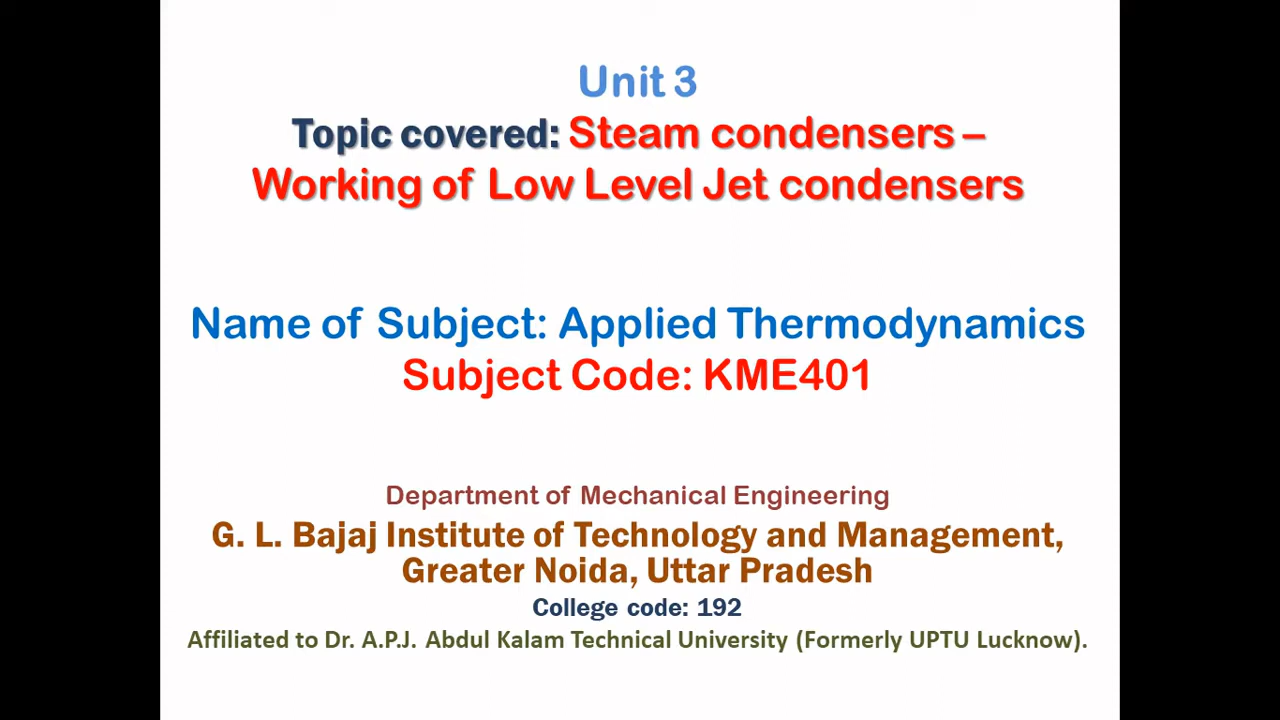 Unit 3
Topic covered: Steam condensers –
Working of Low Level Jet condensers
Name of Subject: Applied Thermodynamics
Subject Code: KME401
Department of Mechanical Engineering
G. L. Bajaj Institute of Technology and Management,
Greater Noida, Uttar Pradesh
College code: 192
Affiliated to Dr. A.P.J. Abdul Kalam Technical University (Formerly UPTU Lucknow).